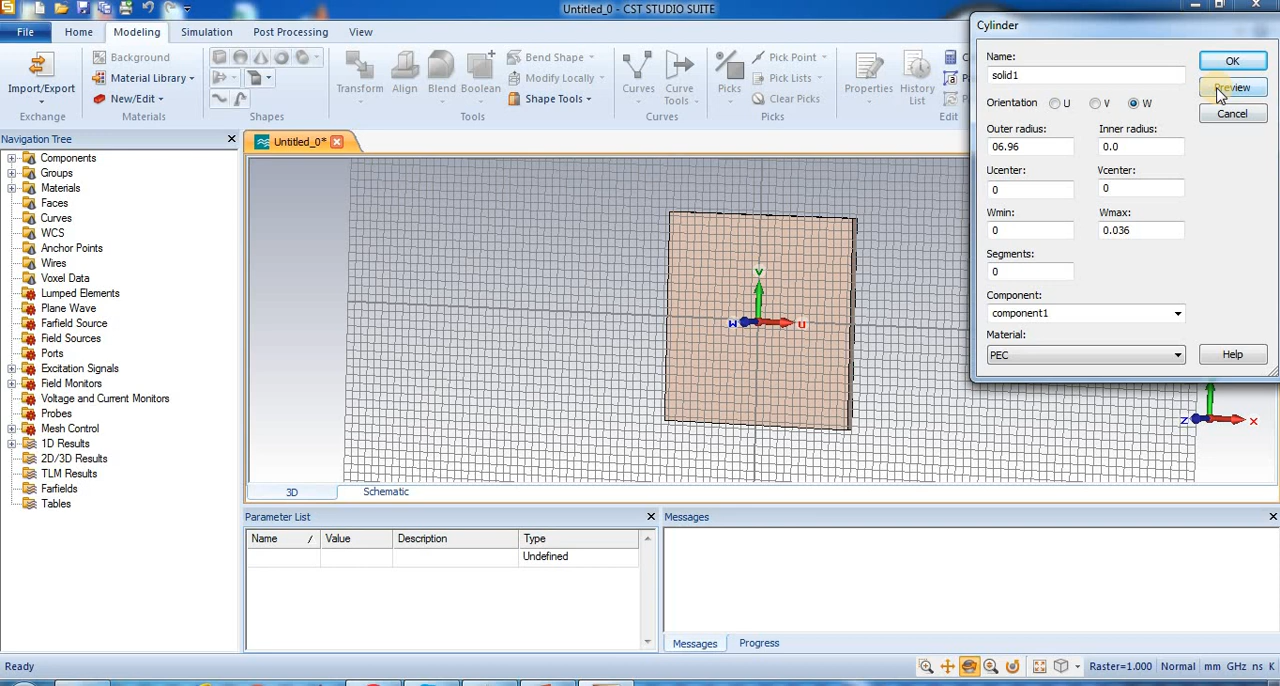 Untitled_0 - CST STUDIO SUITE
File Home Modeling Simulation Post Processing View
Import/Export
Exchange
Background
Material Library
New/Edit
Materials
Shapes
Transform
Align
Blend
Boolean
Bend Shape
Modify Locally
Shape Tools
Tools
Curves
Curve Tools
Curves
Picks
Pick Point
Pick Lists
Clear Picks
Picks
Properties
History List
C
Pa
Pa
Ed
Navigation Tree
Components
Groups
Materials
Faces
Curves
WCS
Anchor Points
Wires
Voxel Data
Lumped Elements
Plane Wave
Farfield Source
Field Sources
Ports
Excitation Signals
Field Monitors
Voltage and Current Monitors
Probes
Mesh Control
1D Results
2D/3D Results
TLM Results
Farfields
Tables
Untitled_0*
V
W U
Z X
3D Schematic
Cylinder
Name:
solid1
OK
Preview
Cancel
Orientation U V W
Outer radius: Inner radius:
06.96 0.0
Ucenter: Vcenter:
0 0
Wmin: Wmax:
0 0.036
Segments:
0
Component:
component1
Material:
PEC
Help
Parameter List
Name / Value Description Type
Undefined
Messages
Messages Progress
Ready
Raster=1.000 Normal mm GHz ns K